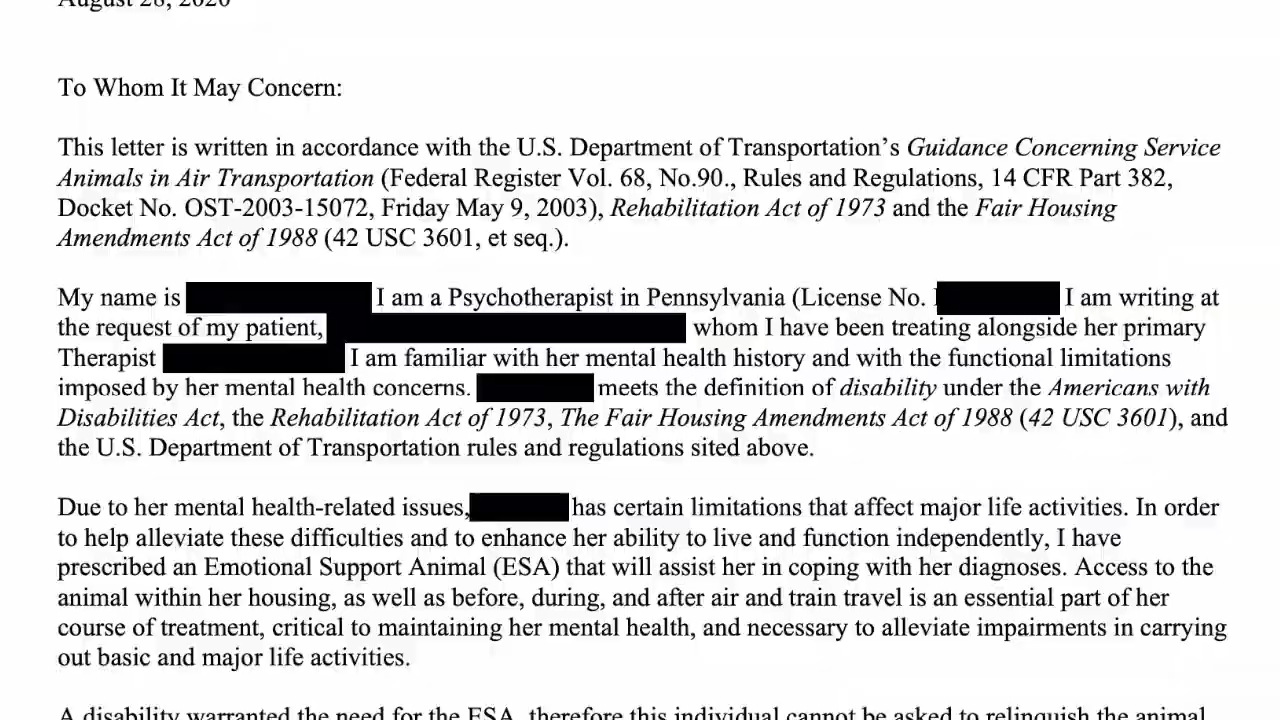 August 28, 2020
To Whom It May Concern:
This letter is written in accordance with the U.S. Department of Transportation’s Guidance Concerning Service
Animals in Air Transportation (Federal Register Vol. 68, No.90., Rules and Regulations, 14 CFR Part 382,
Docket No. OST-2003-15072, Friday May 9, 2003), Rehabilitation Act of 1973 and the Fair Housing
Amendments Act of 1988 (42 USC 3601, et seq.).
My name is I am a Psychotherapist in Pennsylvania (License No. I am writing at
the request of my patient, whom I have been treating alongside her primary
Therapist I am familiar with her mental health history and with the functional limitations
imposed by her mental health concerns. meets the definition of disability under the Americans with
Disabilities Act, the Rehabilitation Act of 1973, The Fair Housing Amendments Act of 1988 (42 USC 3601), and
the U.S. Department of Transportation rules and regulations sited above.
Due to her mental health-related issues, has certain limitations that affect major life activities. In order
to help alleviate these difficulties and to enhance her ability to live and function independently, I have
prescribed an Emotional Support Animal (ESA) that will assist her in coping with her diagnoses. Access to the
animal within her housing, as well as before, during, and after air and train travel is an essential part of her
course of treatment, critical to maintaining her mental health, and necessary to alleviate impairments in carrying
out basic and major life activities.
A disability warranted the need for the ESA, therefore this individual cannot be asked to relinquish the animal